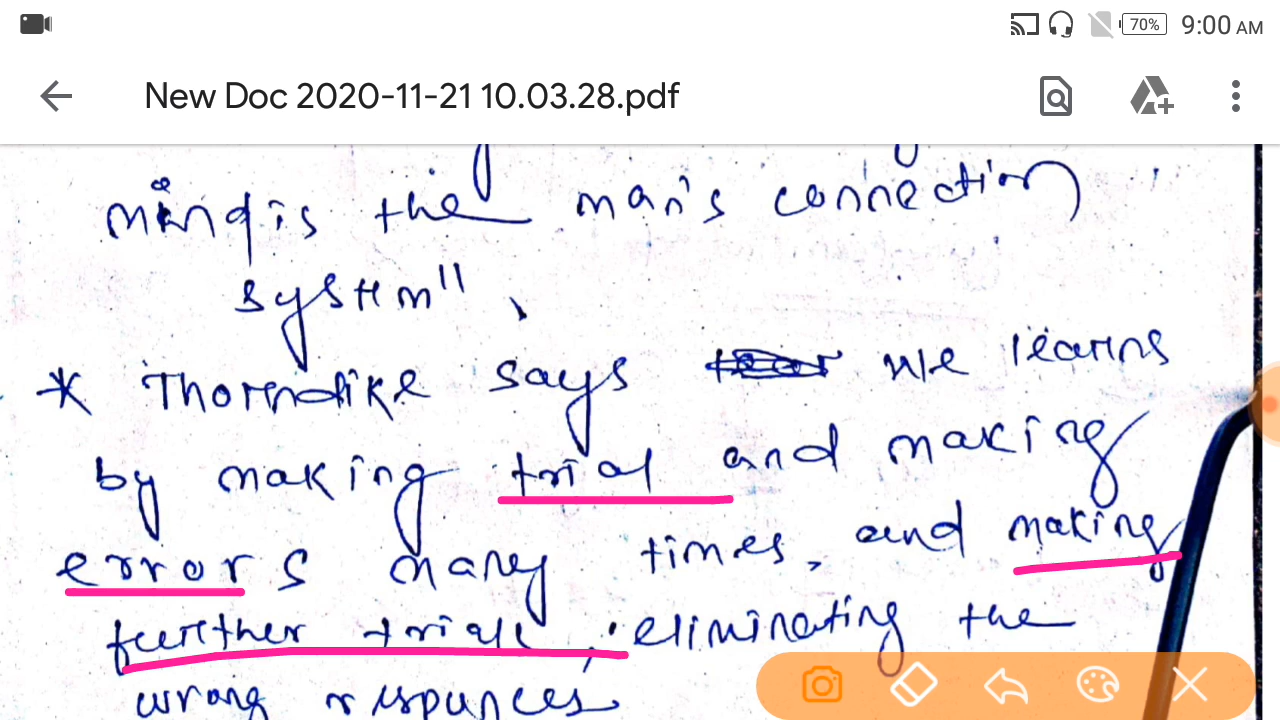 70% 9:00 AM
New Doc 2020-11-21 10.03.28.pdf
mind is the man's connection
system"
* Thorndike says we learns
by making trial and making
errors many times, and making
further trial, eliminating the
wrong responces